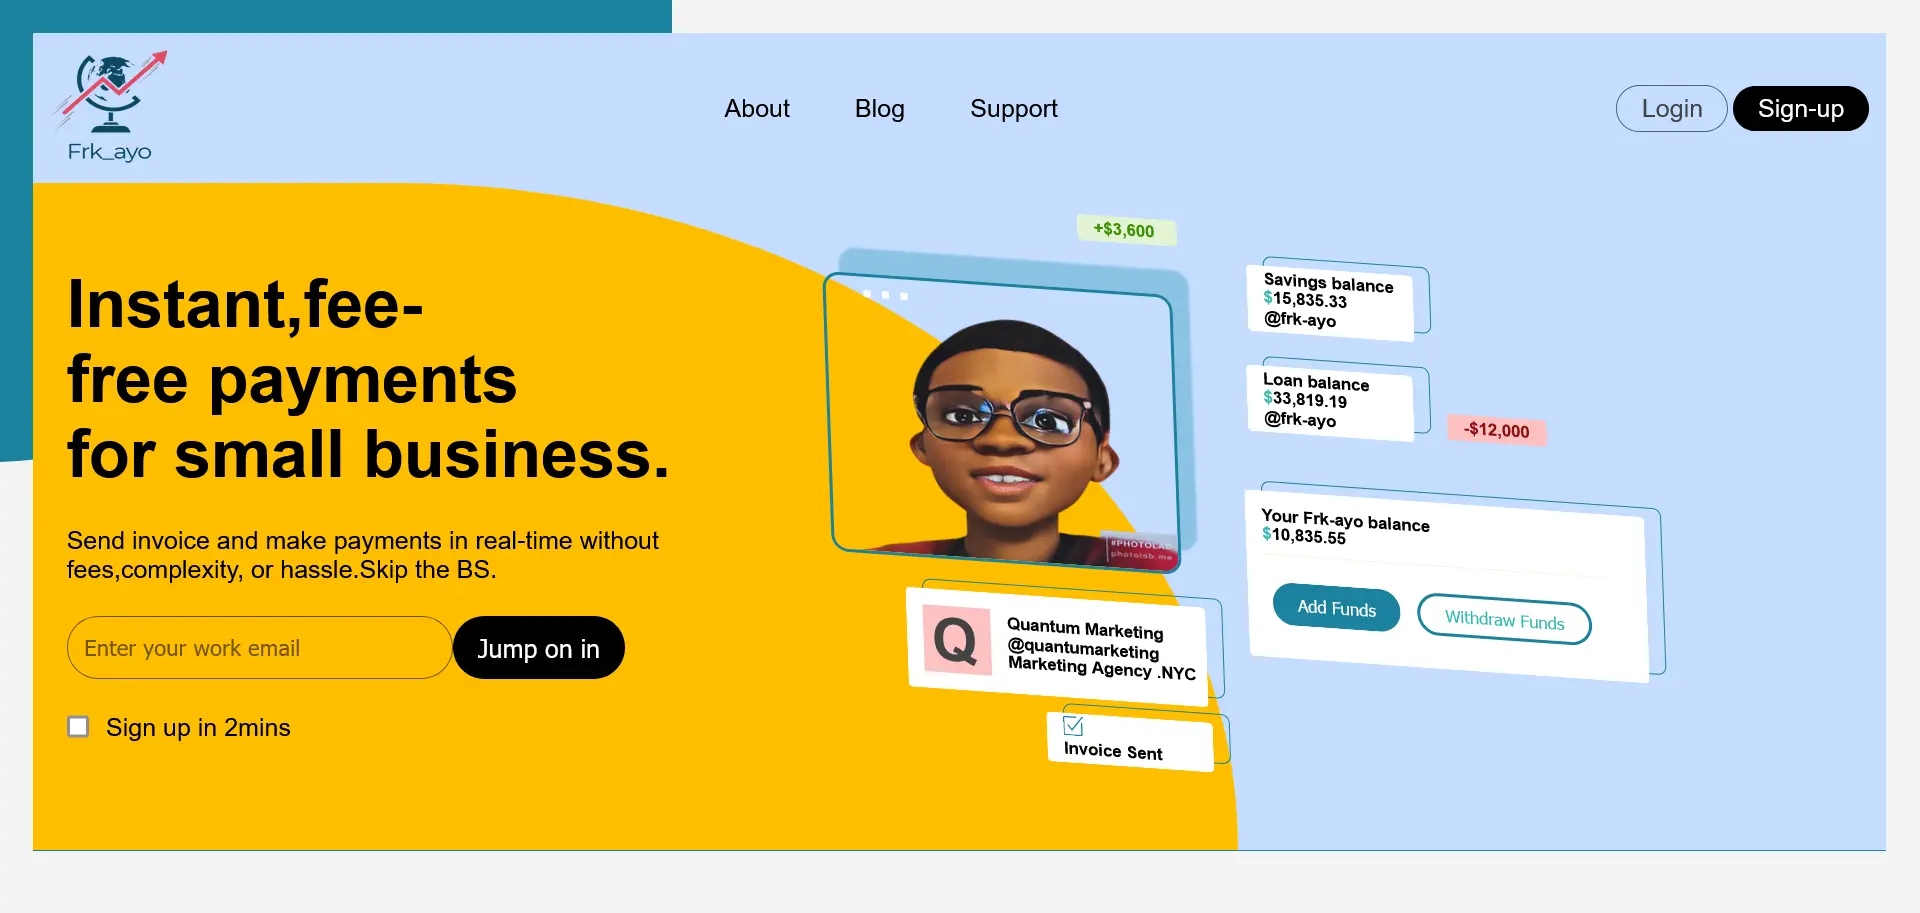 Frk_ayo
About
Blog
Support
Login
Sign-up
Instant,fee-
free payments
for small business.
Send invoice and make payments in real-time without
fees,complexity, or hassle.Skip the BS.
Enter your work email
Jump on in
Sign up in 2mins
+$3,600
#PHOTOLAB
photolab.me
Quantum Marketing
@quantumarketing
Marketing Agency .NYC
Q
Invoice Sent
Savings balance
$15,835.33
@frk-ayo
Loan balance
$33,819.19
@frk-ayo
-$12,000
Your Frk-ayo balance
$10,835.55
Add Funds
Withdraw Funds